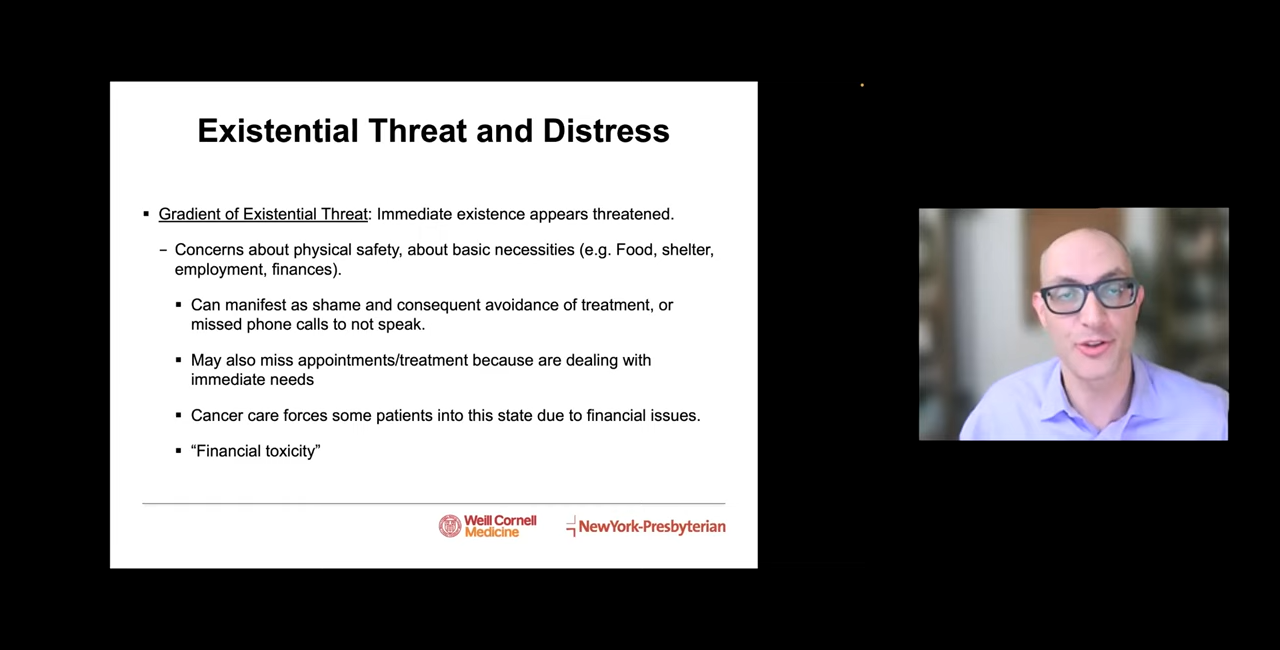 Existential Threat and Distress
▪ Gradient of Existential Threat: Immediate existence appears threatened.
– Concerns about physical safety, about basic necessities (e.g. Food, shelter,
employment, finances).
▪ Can manifest as shame and consequent avoidance of treatment, or
missed phone calls to not speak.
▪ May also miss appointments/treatment because are dealing with
immediate needs
▪ Cancer care forces some patients into this state due to financial issues.
▪ “Financial toxicity”
Weill Cornell
Medicine
NewYork-Presbyterian